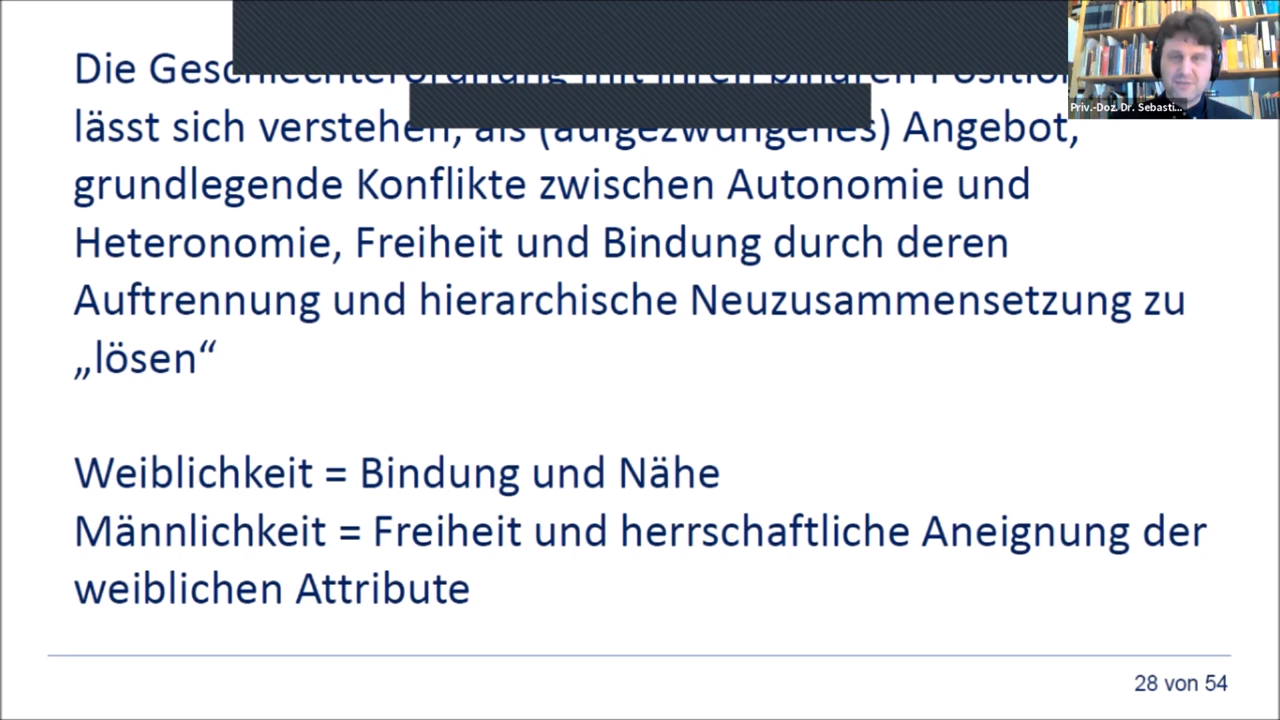 Die Geschlechterordnung mit ihren binären Position
lässt sich verstehen, als (aufgezwungenes) Angebot,
grundlegende Konflikte zwischen Autonomie und
Heteronomie, Freiheit und Bindung durch deren
Auftrennung und hierarchische Neuzusammensetzung zu
„lösen“
Weiblichkeit = Bindung und Nähe
Männlichkeit = Freiheit und herrschaftliche Aneignung der
weiblichen Attribute
28 von 54
Priv.-Doz. Dr. Sebasti...